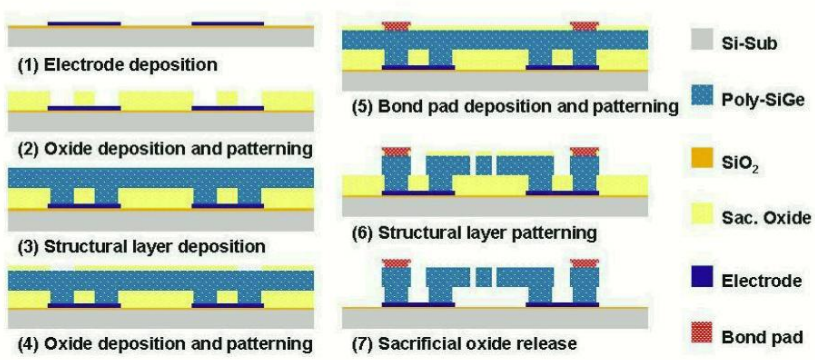 (1) Electrode deposition
(2) Oxide deposition and patterning
(3) Structural layer deposition
(4) Oxide deposition and patterning
(5) Bond pad deposition and patterning
(6) Structural layer patterning
(7) Sacrificial oxide release
Si-Sub
Poly-SiGe
SiO₂
Sac. Oxide
Electrode
Bond pad